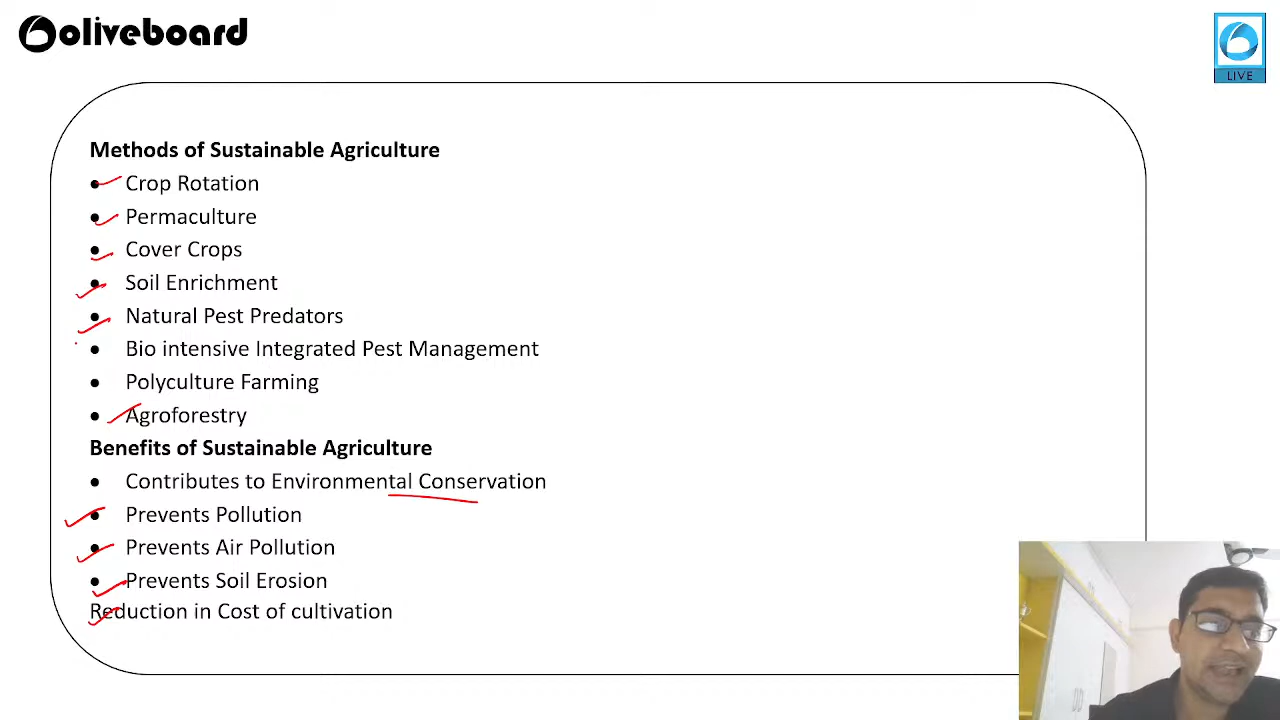 oliveboard
LIVE
Methods of Sustainable Agriculture
• Crop Rotation
• Permaculture
• Cover Crops
• Soil Enrichment
• Natural Pest Predators
• Bio intensive Integrated Pest Management
• Polyculture Farming
• Agroforestry
Benefits of Sustainable Agriculture
• Contributes to Environmental Conservation
• Prevents Pollution
• Prevents Air Pollution
• Prevents Soil Erosion
Reduction in Cost of cultivation